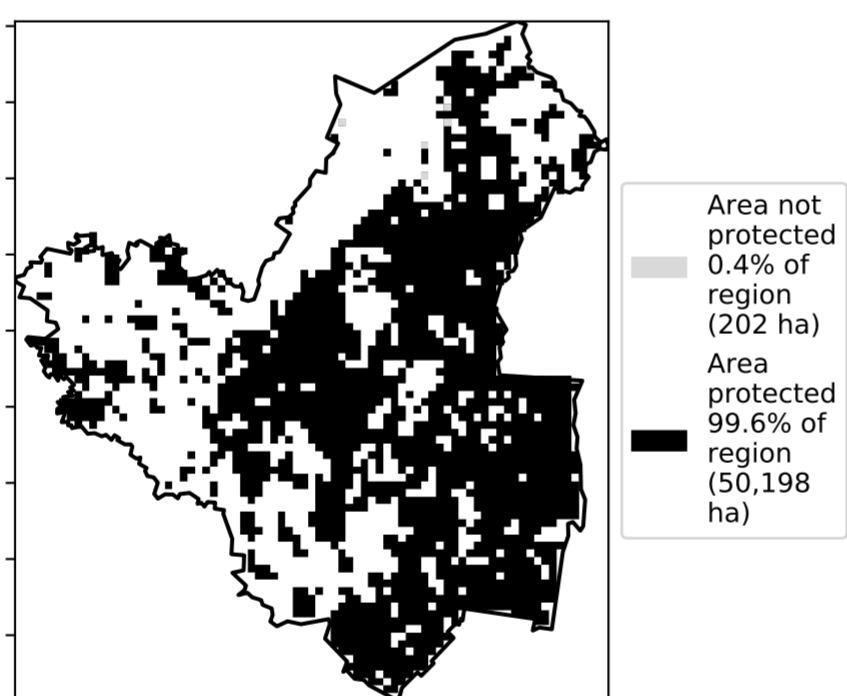 Area not
protected
0.4% of
region
(202 ha)
Area
protected
99.6% of
region
(50,198
ha)